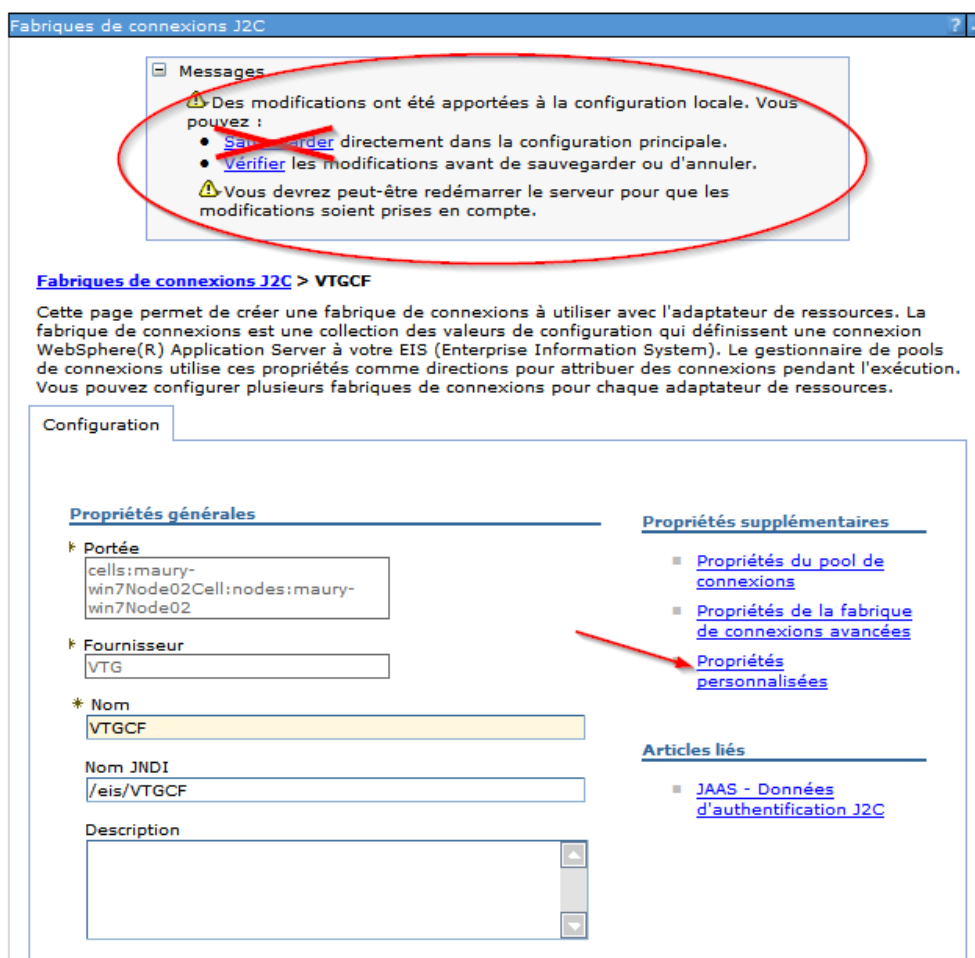 Fabriques de connexions J2C ?
Messages
Des modifications ont été apportées à la configuration locale. Vous
pouvez :
Sauvegarder directement dans la configuration principale.
Vérifier les modifications avant de sauvegarder ou d'annuler.
Vous devrez peut-être redémarrer le serveur pour que les
modifications soient prises en compte.
Fabriques de connexions J2C > VTGCF
Cette page permet de créer une fabrique de connexions à utiliser avec l'adaptateur de ressources. La
fabrique de connexions est une collection des valeurs de configuration qui définissent une connexion
WebSphere(R) Application Server à votre EIS (Enterprise Information System). Le gestionnaire de pools
de connexions utilise ces propriétés comme directions pour attribuer des connexions pendant l'exécution.
Vous pouvez configurer plusieurs fabriques de connexions pour chaque adaptateur de ressources.
Configuration
Propriétés générales
Portée
cells:maury-
win7Node02Cell:nodes:maury-
win7Node02
Fournisseur
VTG
* Nom
VTGCF
Nom JNDI
/eis/VTGCF
Description
Propriétés supplémentaires
Propriétés du pool de
connexions
Propriétés de la fabrique
de connexions avancées
Propriétés
personnalisées
Articles liés
JAAS - Données
d'authentification J2C